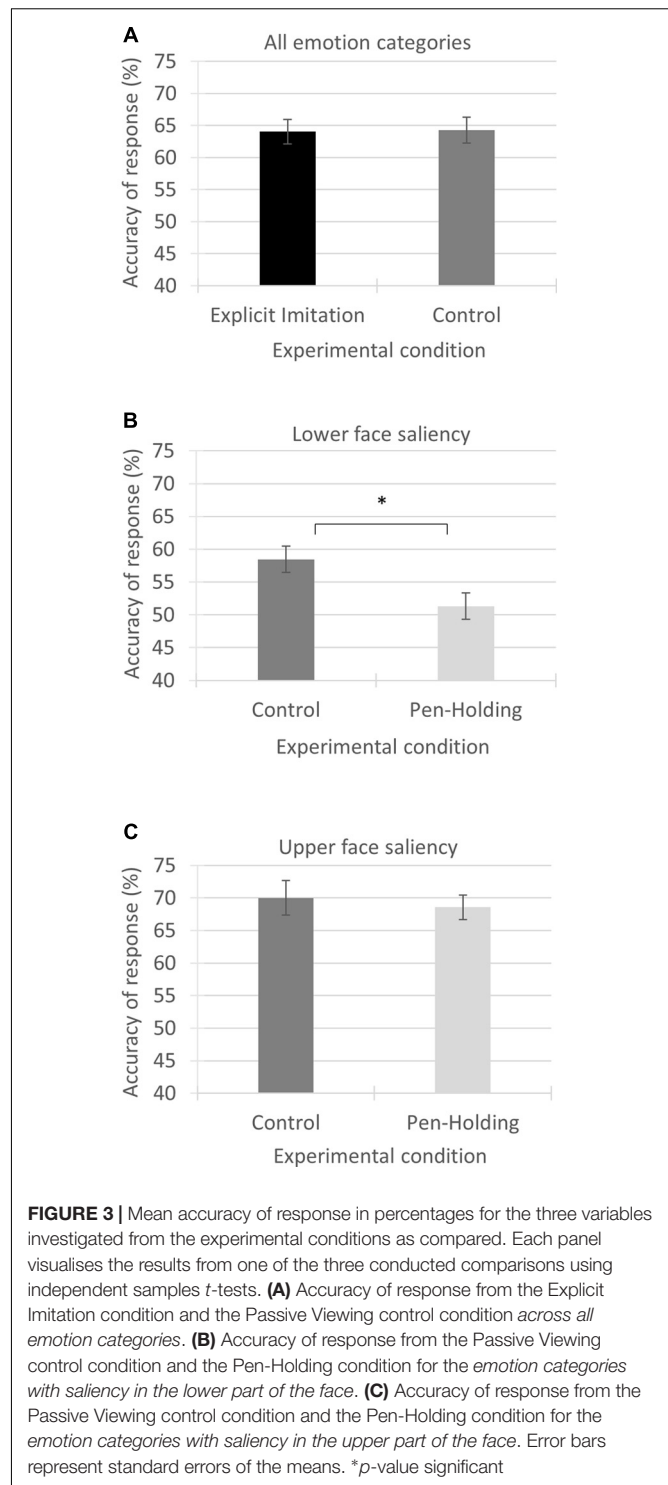 A
All emotion categories
Accuracy of response (%)
75
70
65
60
55
50
45
40
Explicit Imitation Control
Experimental condition
B
Lower face saliency
Accuracy of response (%)
75
70
65
60
55
50
45
40
*
Control Pen-Holding
Experimental condition
C
Upper face saliency
Accuracy of response (%)
75
70
65
60
55
50
45
40
Control Pen-Holding
Experimental condition
FIGURE 3 | Mean accuracy of response in percentages for the three variables
investigated from the experimental conditions as compared. Each panel
visualises the results from one of the three conducted comparisons using
independent samples t-tests. (A) Accuracy of response from the Explicit
Imitation condition and the Passive Viewing control condition across all
emotion categories. (B) Accuracy of response from the Passive Viewing
control condition and the Pen-Holding condition for the emotion categories
with saliency in the lower part of the face. (C) Accuracy of response from the
Passive Viewing control condition and the Pen-Holding condition for the
emotion categories with saliency in the upper part of the face. Error bars
represent standard errors of the means. *p-value significant